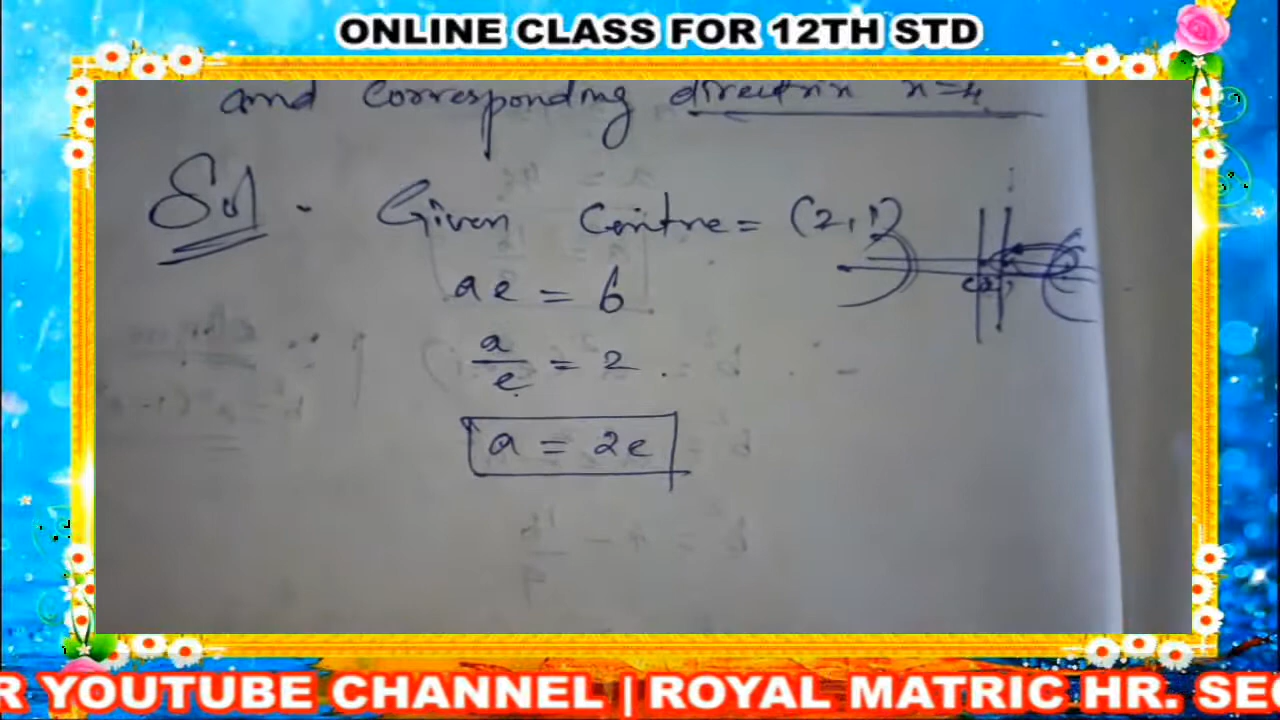 ONLINE CLASS FOR 12TH STD
and corresponding directrix x=4
Sol - Given Centre = (2,1)
ae = 6
a/e = 2.
a = 2e
R YOUTUBE CHANNEL | ROYAL MATRIC HR. SEC